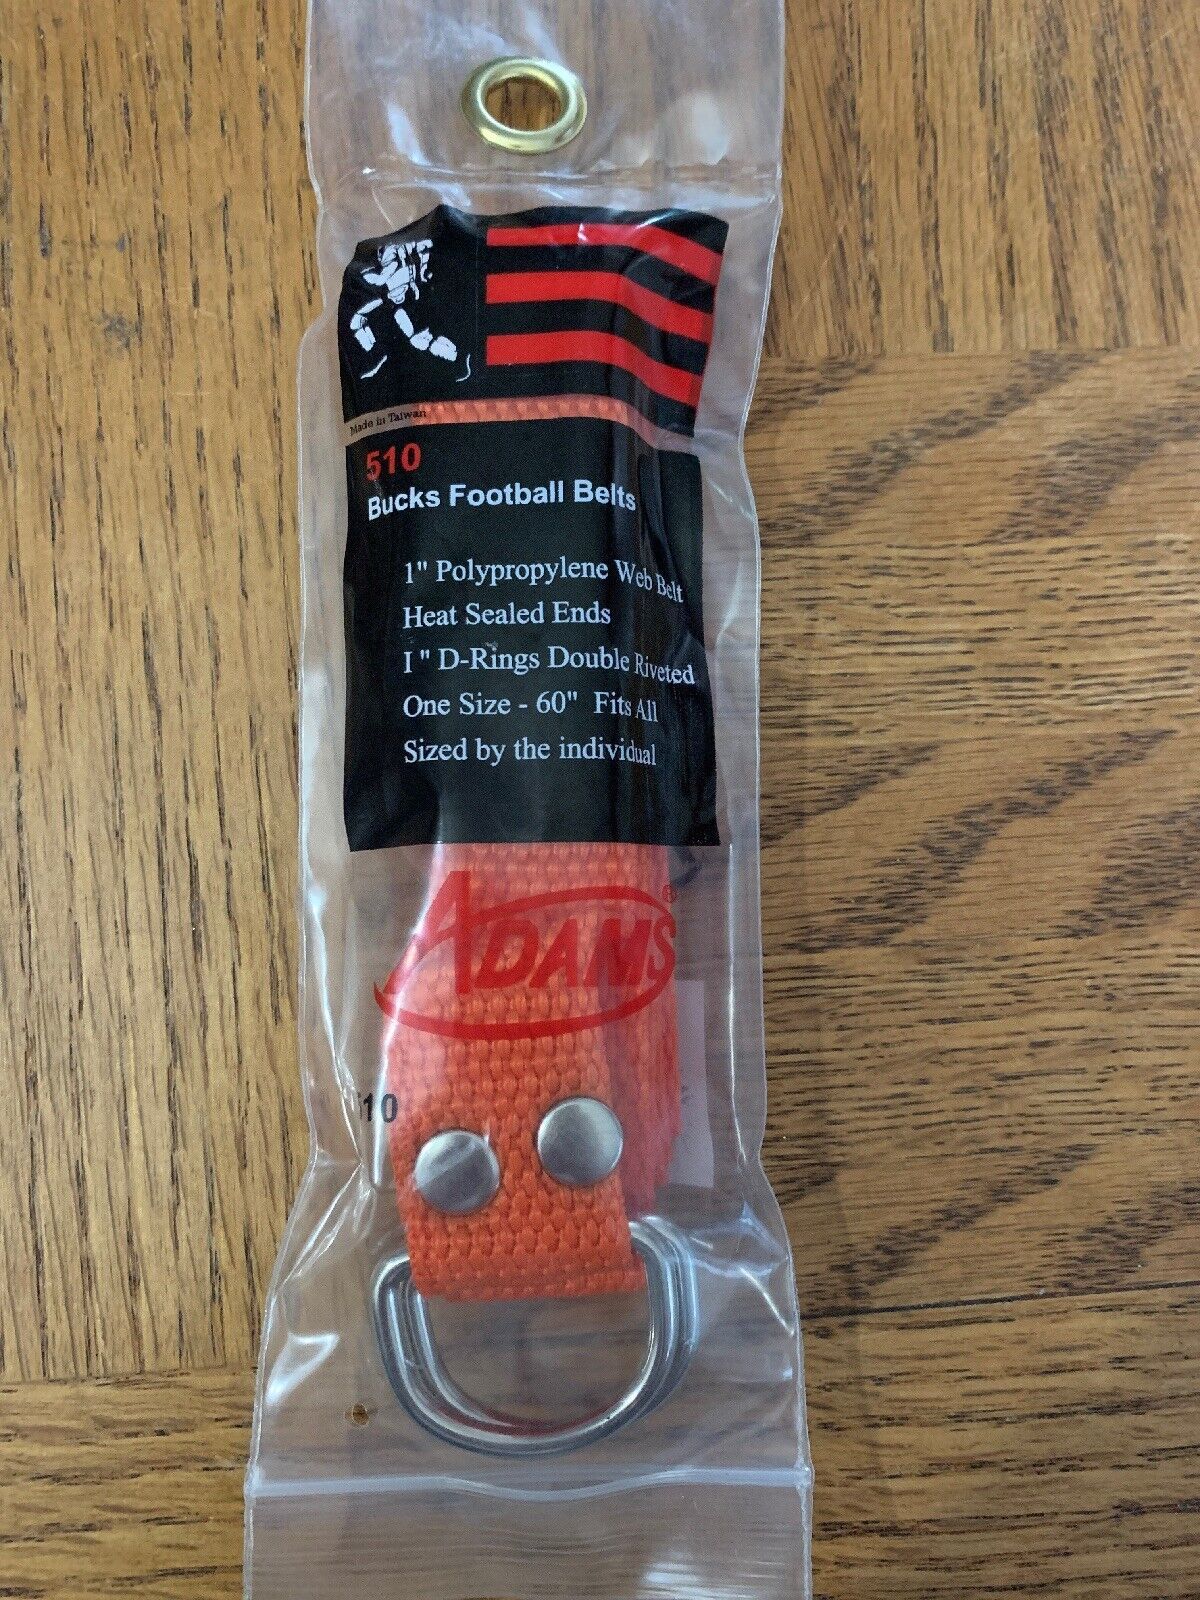 Made in Taiwan
510
Bucks Football Belts
1" Polypropylene Web Belt
Heat Sealed Ends
I " D-Rings Double Riveted
One Size - 60"  Fits All
Sized by the individual
ADAMS®
10